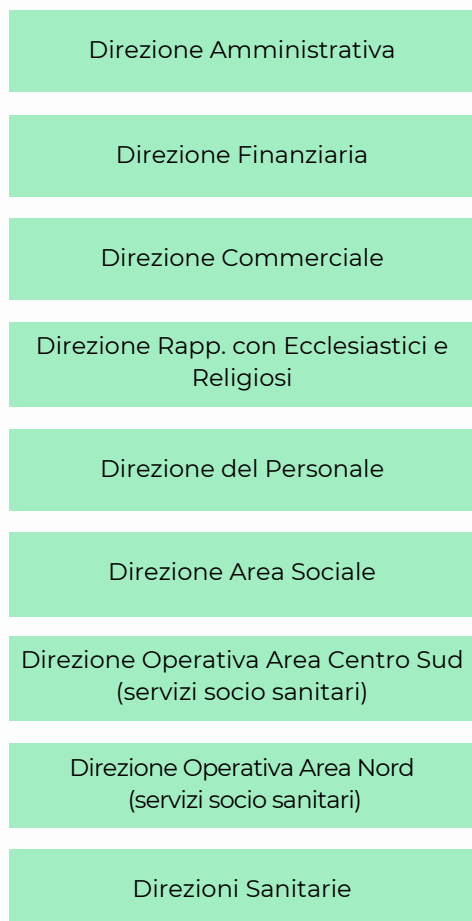 Direzione Amministrativa
Direzione Finanziaria
Direzione Commerciale
Direzione Rapp. con Ecclesiastici e
Religiosi
Direzione del Personale
Direzione Area Sociale
Direzione Operativa Area Centro Sud
(servizi socio sanitari)
Direzione Operativa Area Nord
(servizi socio sanitari)
Direzioni Sanitarie